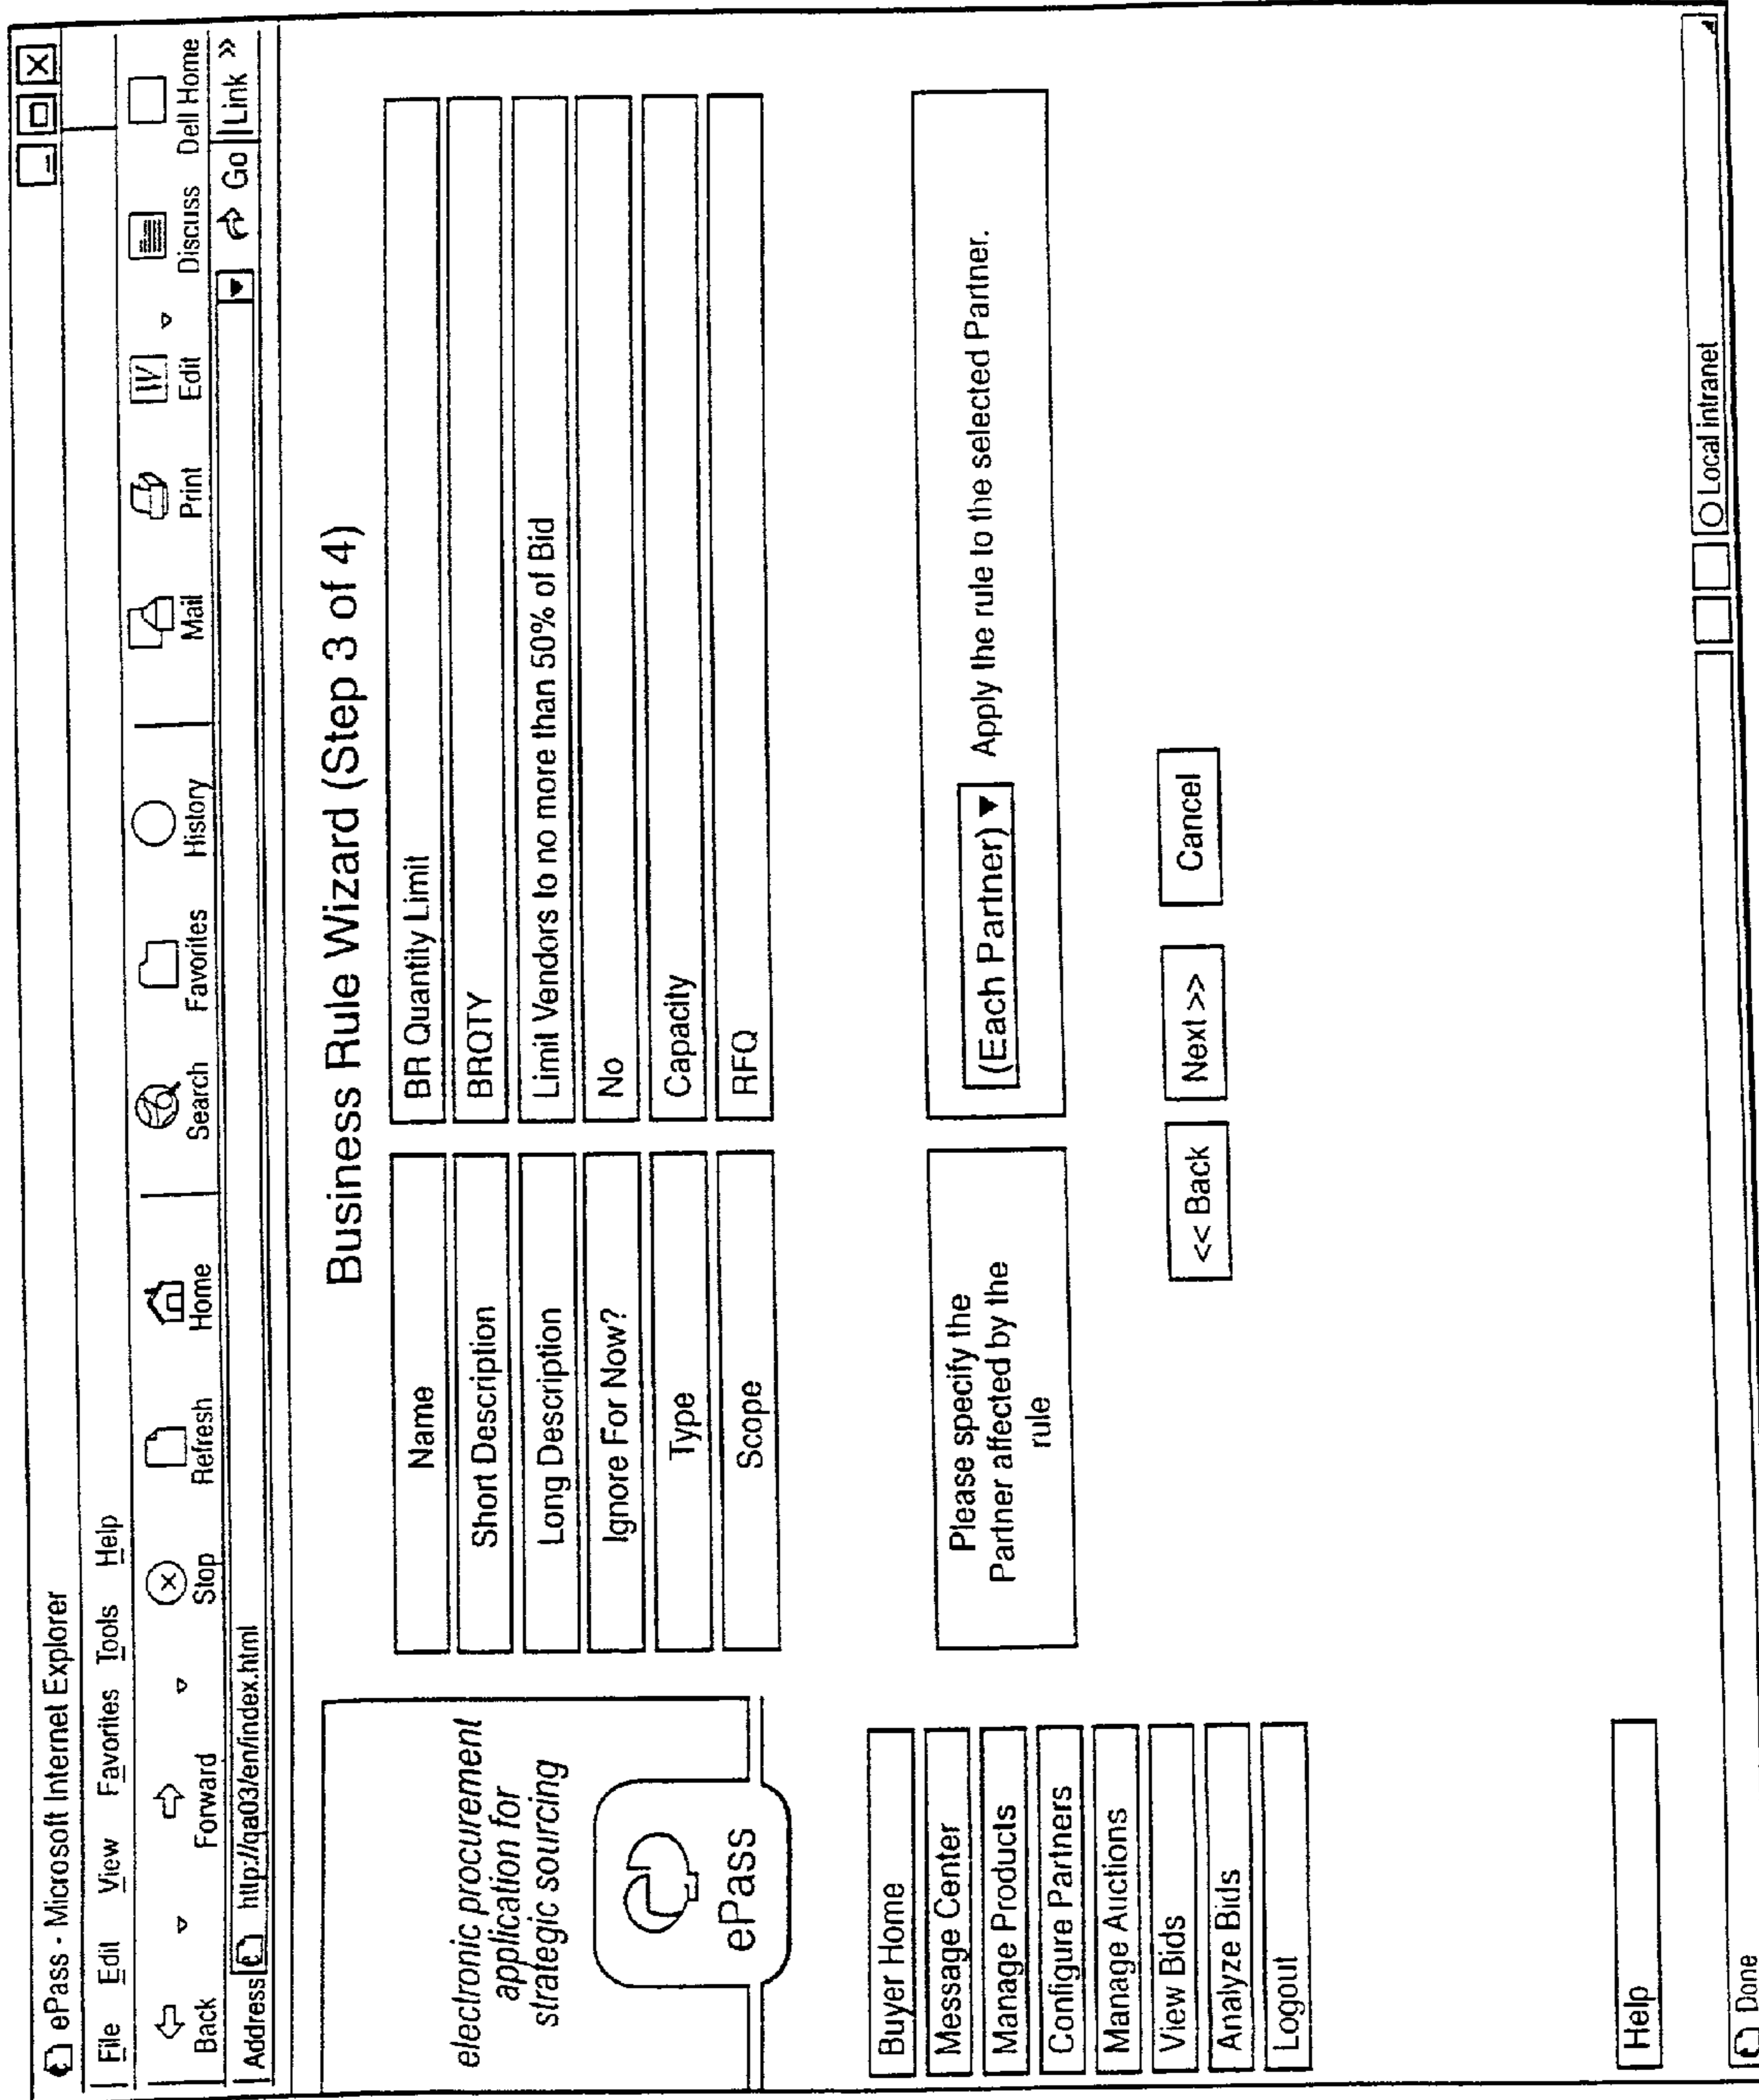 ePass - Microsoft Internet Explorer
File Edit View Favorites Tools Help
Back Forward Stop Refresh Home Search Favorites History Mail Print Edit Discuss Dell Home
Address http://qa03/en/index.html Go Link »
electronic procurement
application for
strategic sourcing
ePass
Buyer Home
Message Center
Manage Products
Configure Partners
Manage Auctions
View Bids
Analyze Bids
Logout
Help
Business Rule Wizard (Step 3 of 4)
Name BR Quantity Limit
Short Description BRQTY
Long Description Limit Vendors to no more than 50% of Bid
Ignore For Now? No
Type Capacity
Scope RFQ
Please specify the
Partner affected by the
rule
(Each Partner) Apply the rule to the selected Partner.
<< Back Next >> Cancel
Done Local intranet